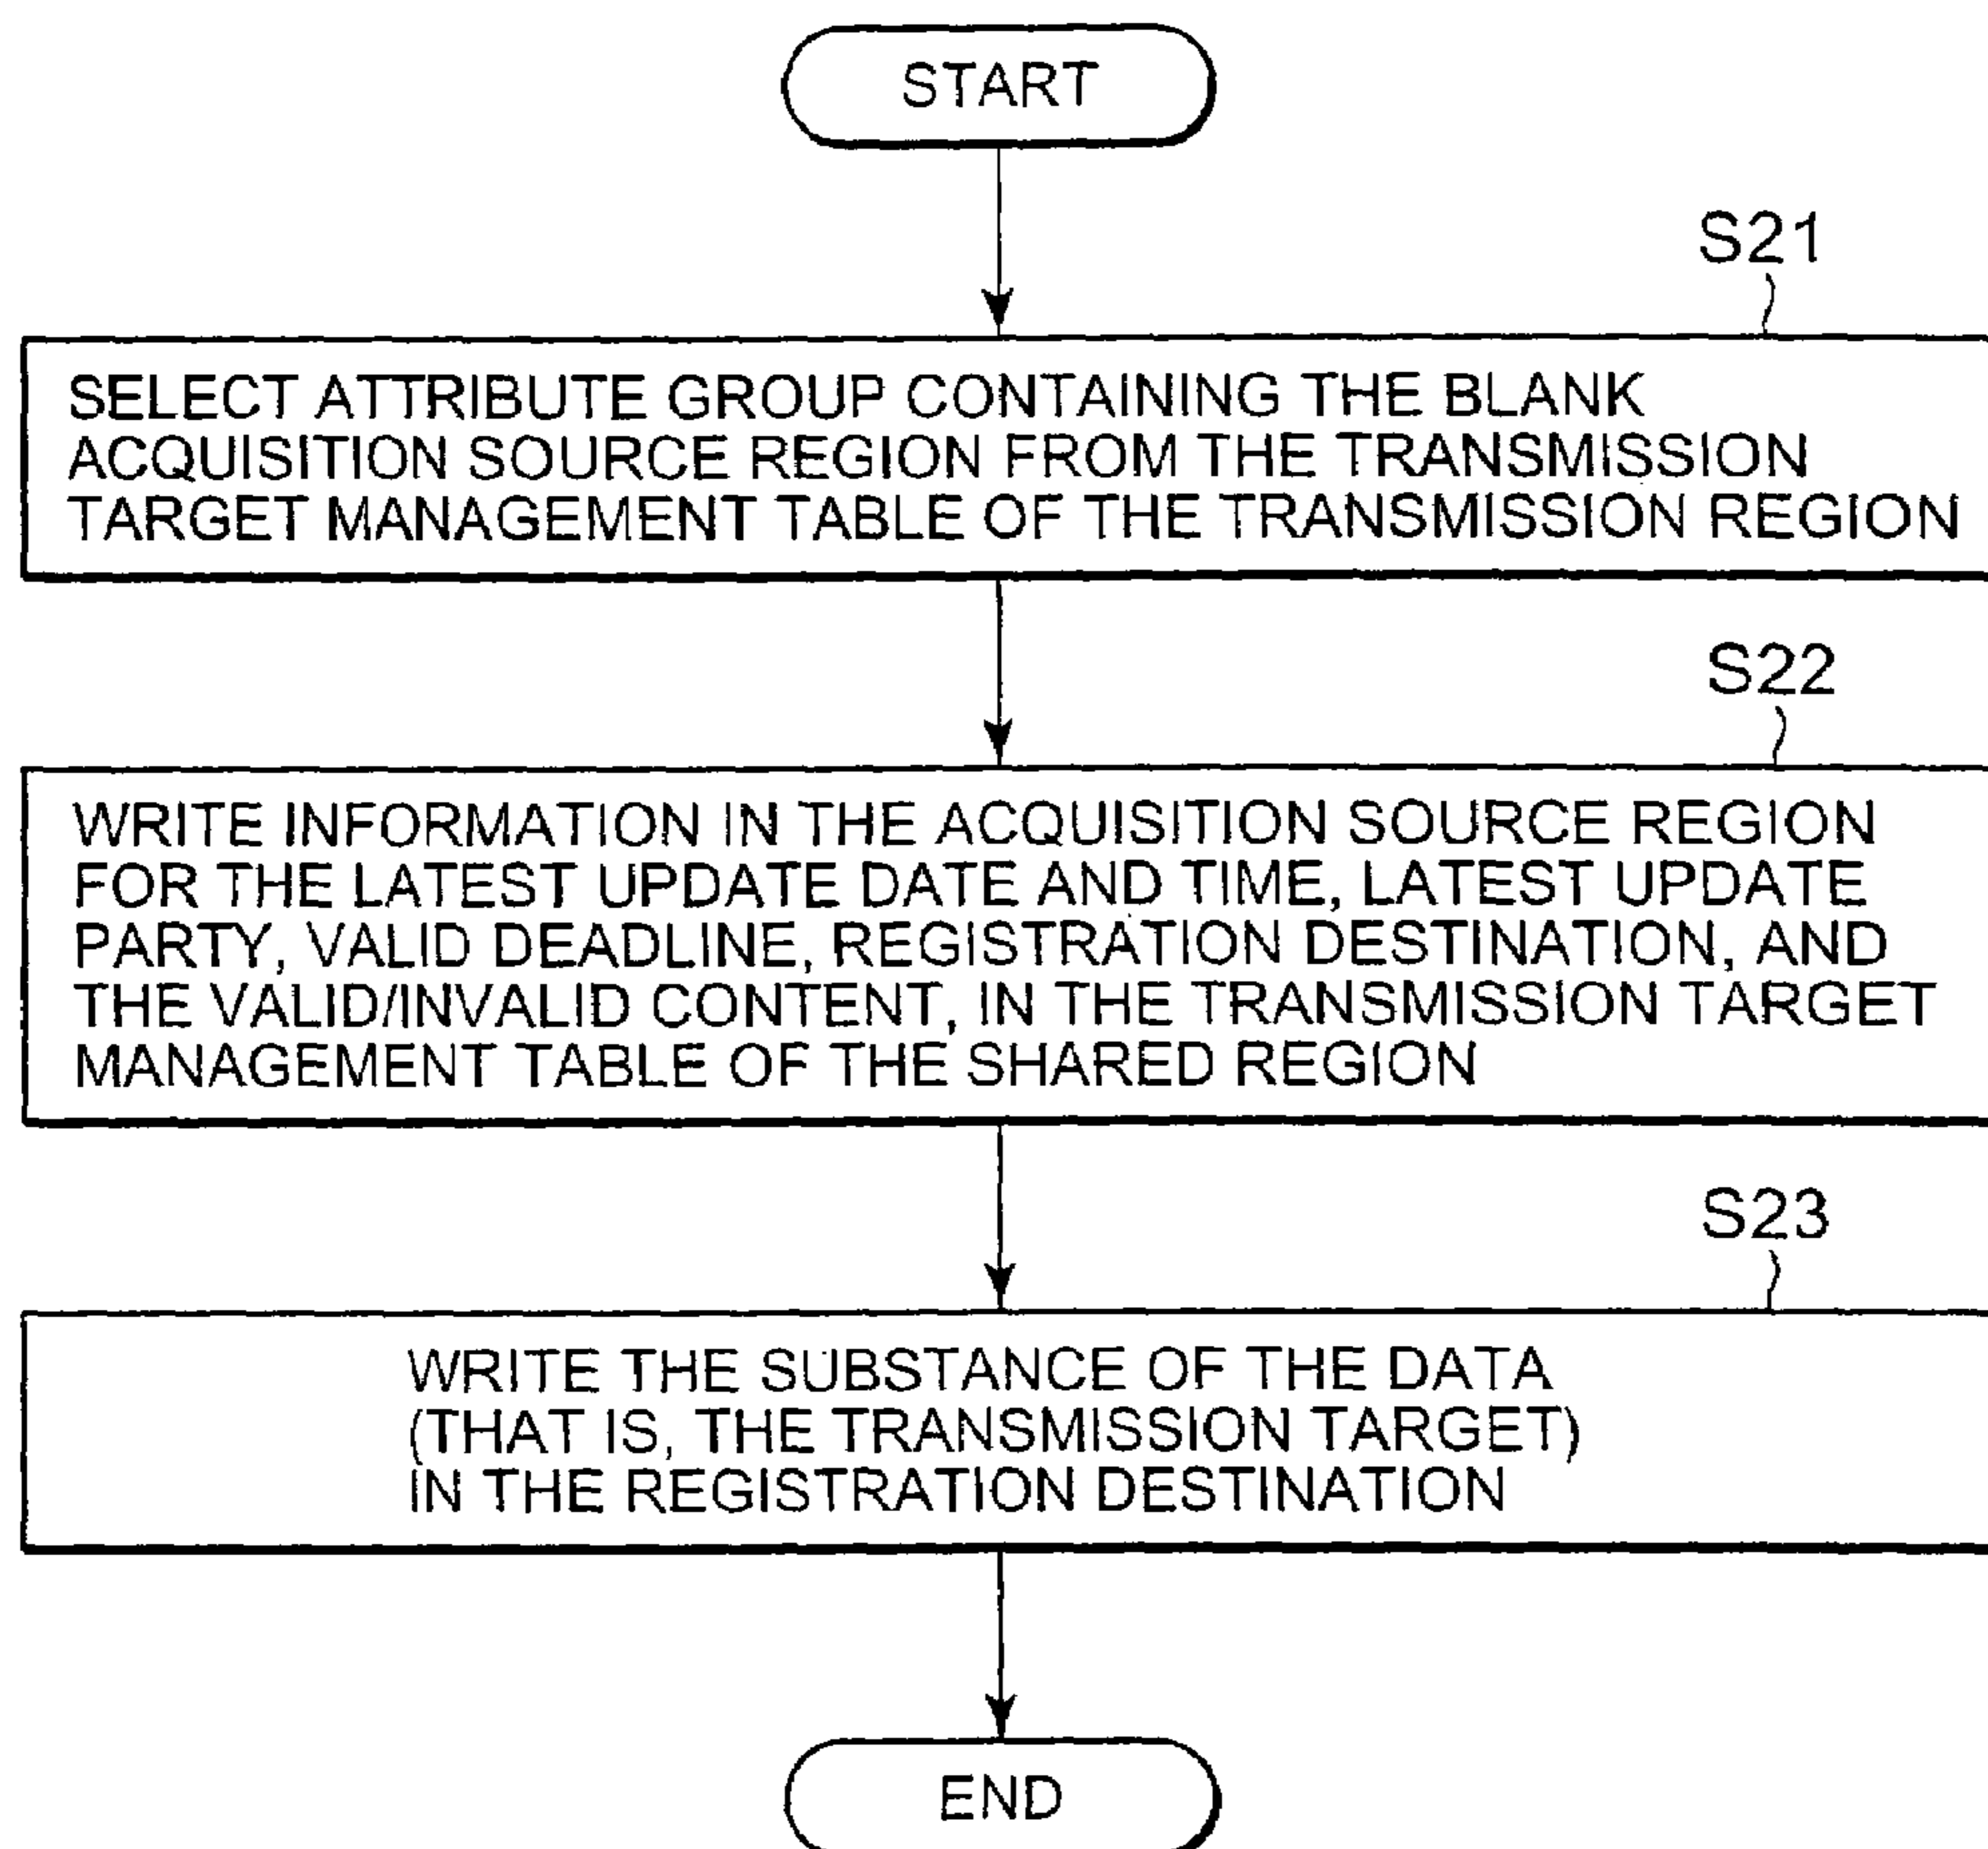 START
S21
SELECT ATTRIBUTE GROUP CONTAINING THE BLANK
ACQUISITION SOURCE REGION FROM THE TRANSMISSION
TARGET MANAGEMENT TABLE OF THE TRANSMISSION REGION
S22
WRITE INFORMATION IN THE ACQUISITION SOURCE REGION
FOR THE LATEST UPDATE DATE AND TIME, LATEST UPDATE
PARTY, VALID DEADLINE, REGISTRATION DESTINATION, AND
THE VALID/INVALID CONTENT, IN THE TRANSMISSION TARGET
MANAGEMENT TABLE OF THE SHARED REGION
S23
WRITE THE SUBSTANCE OF THE DATA
(THAT IS, THE TRANSMISSION TARGET)
IN THE REGISTRATION DESTINATION
END